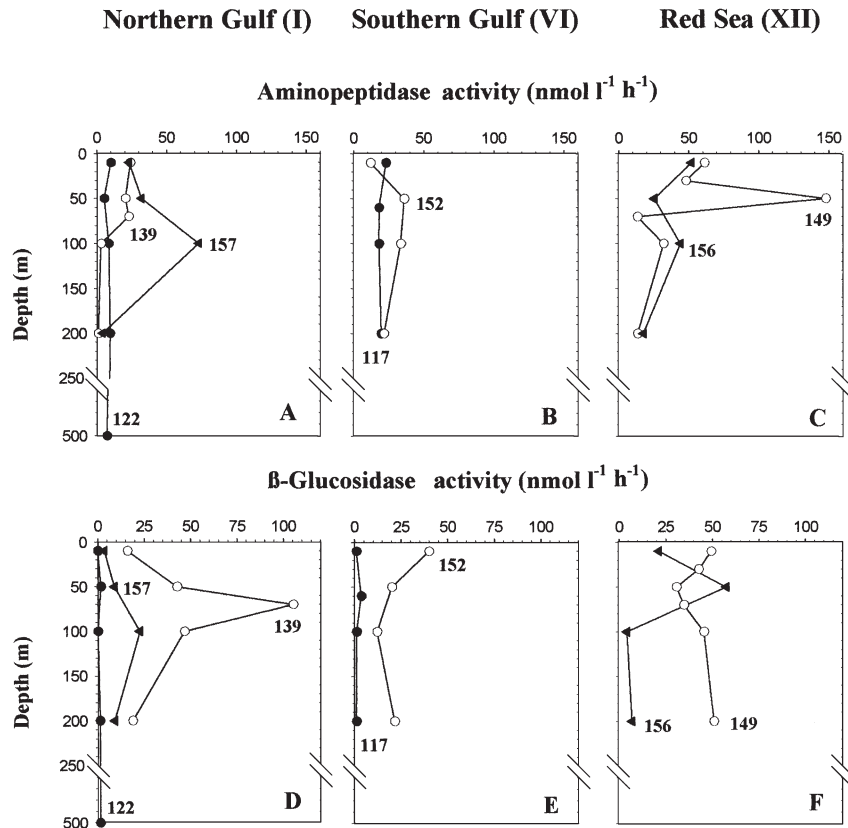 Northern Gulf (I) Southern Gulf (VI) Red Sea (XII)
Aminopeptidase activity (nmol l⁻¹ h⁻¹)
0 50 100 150 0 50 100 150 0 50 100 150
Depth (m)
0
50
100
150
200
250
500
139
157
122
A
152
117
B
149
156
C
ß-Glucosidase activity (nmol l⁻¹ h⁻¹)
0 25 50 75 100 0 25 50 75 100 0 25 50 75 100
Depth (m)
0
50
100
150
200
250
500
157
139
122
D
152
117
E
156
149
F